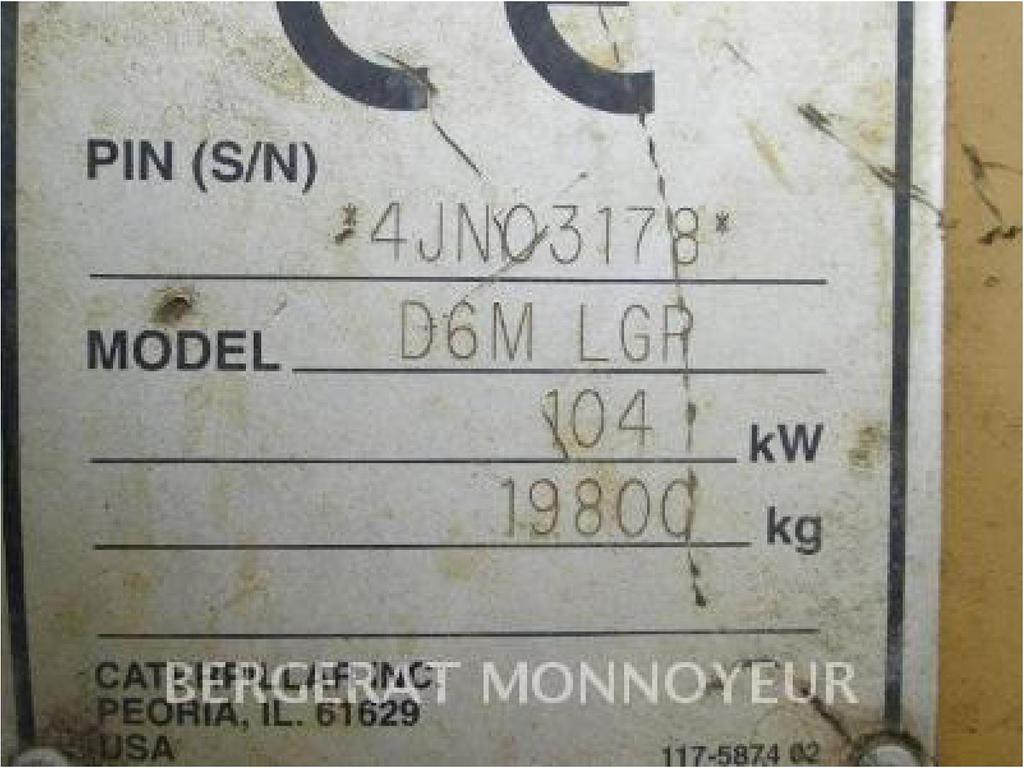 CE
PIN (S/N)
*4JN03178*
MODEL D6M LGP
104 kW
19800 kg
CATERPILLAR INC.
BERGERAT MONNOYEUR
PEORIA, IL. 61629
USA
117-5874 02